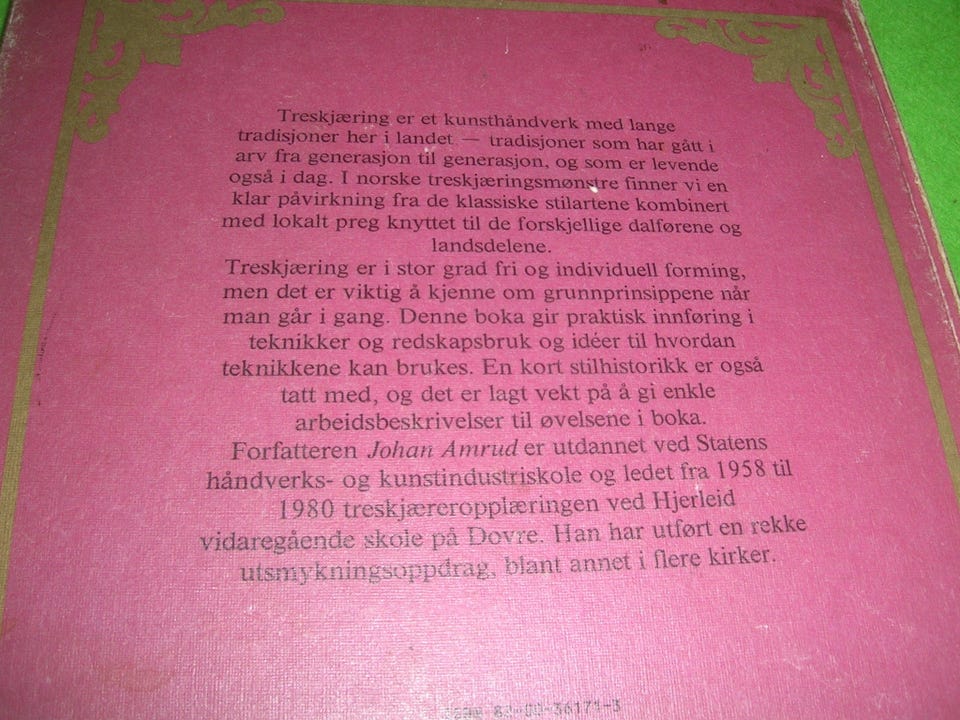 Treskjæring er et kunsthåndverk med lange
tradisjoner her i landet — tradisjoner som har gått i
arv fra generasjon til generasjon, og som er levende
også i dag. I norske treskjæringsmønstre finner vi en
klar påvirkning fra de klassiske stilartene kombinert
med lokalt preg knyttet til de forskjellige dalførene og
landsdelene.
Treskjæring er i stor grad fri og individuell forming,
men det er viktig å kjenne om grunnprinsippene når
man går i gang. Denne boka gir praktisk innføring i
teknikker og redskapsbruk og idéer til hvordan
teknikkene kan brukes. En kort stilhistorikk er også
tatt med, og det er lagt vekt på å gi enkle
arbeidsbeskrivelser til øvelsene i boka.
Forfatteren Johan Amrud er utdannet ved Statens
håndverks- og kunstindustriskole og ledet fra 1958 til
1980 treskjæreropplæringen ved Hjerleid
vidaregående skole på Dovre. Han har utført en rekke
utsmykningsoppdrag, blant annet i flere kirker.
ISBN 82-00-36171-3